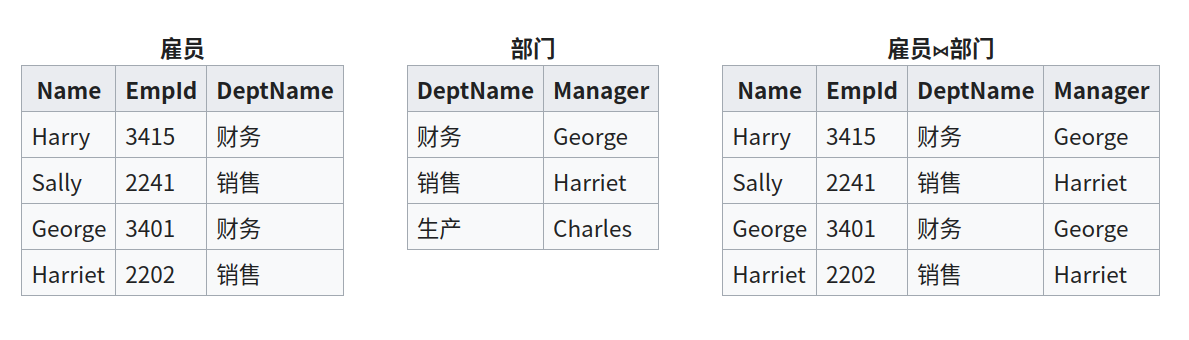 雇员
Name EmpId DeptName
Harry 3415 财务
Sally 2241 销售
George 3401 财务
Harriet 2202 销售
部门
DeptName Manager
财务 George
销售 Harriet
生产 Charles
雇员⋈部门
Name EmpId DeptName Manager
Harry 3415 财务 George
Sally 2241 销售 Harriet
George 3401 财务 George
Harriet 2202 销售 Harriet